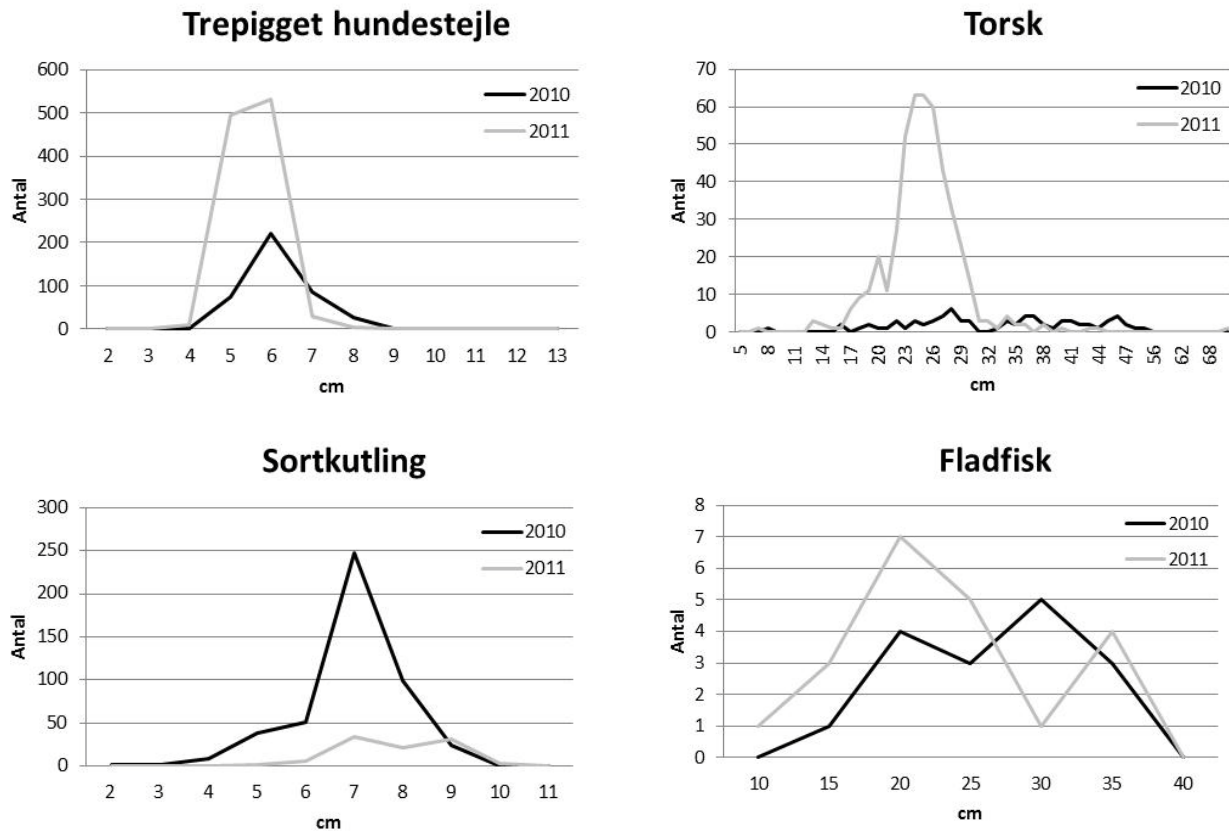 Trepigget hundestejle
600
500
400
300
200
100
0
Antal
2010
2011
2 3 4 5 6 7 8 9 10 11 12 13
cm
Torsk
70
60
50
40
30
20
10
0
Antal
2010
2011
5 8 11 14 17 20 23 26 29 32 35 38 41 44 47 56 62 68
cm
Sortkutling
300
250
200
150
100
50
0
Antal
2010
2011
2 3 4 5 6 7 8 9 10 11
cm
Fladfisk
8
7
6
5
4
3
2
1
0
Antal
2010
2011
10 15 20 25 30 35 40
cm